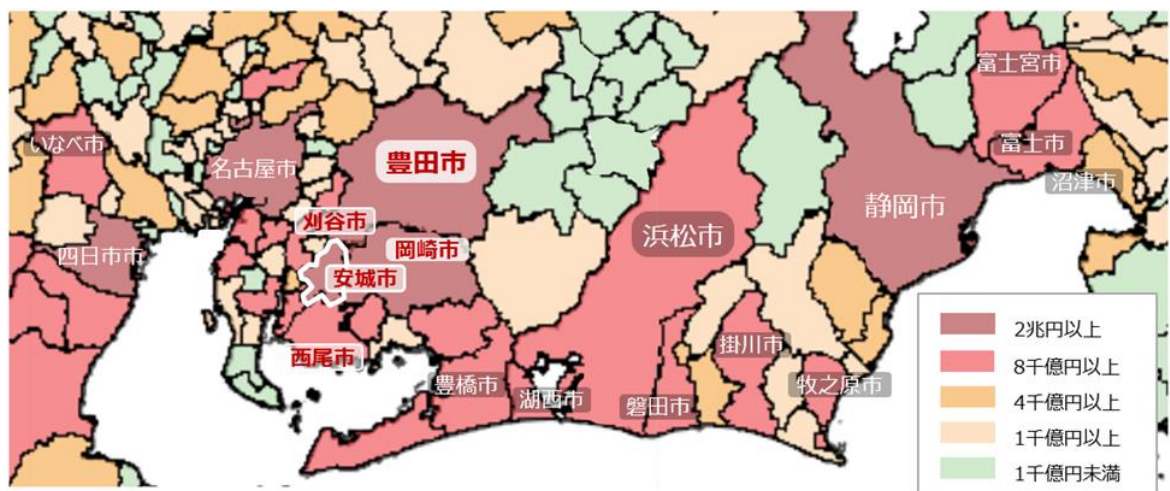 富士宮市
いなべ市
名古屋市
豊田市
富士市
沼津市
静岡市
刈谷市
浜松市
岡崎市
四日市市
安城市
西尾市
掛川市
豊橋市
湖西市
磐田市
牧之原市
2兆円以上
8千億円以上
4千億円以上
1千億円以上
1千億円未満